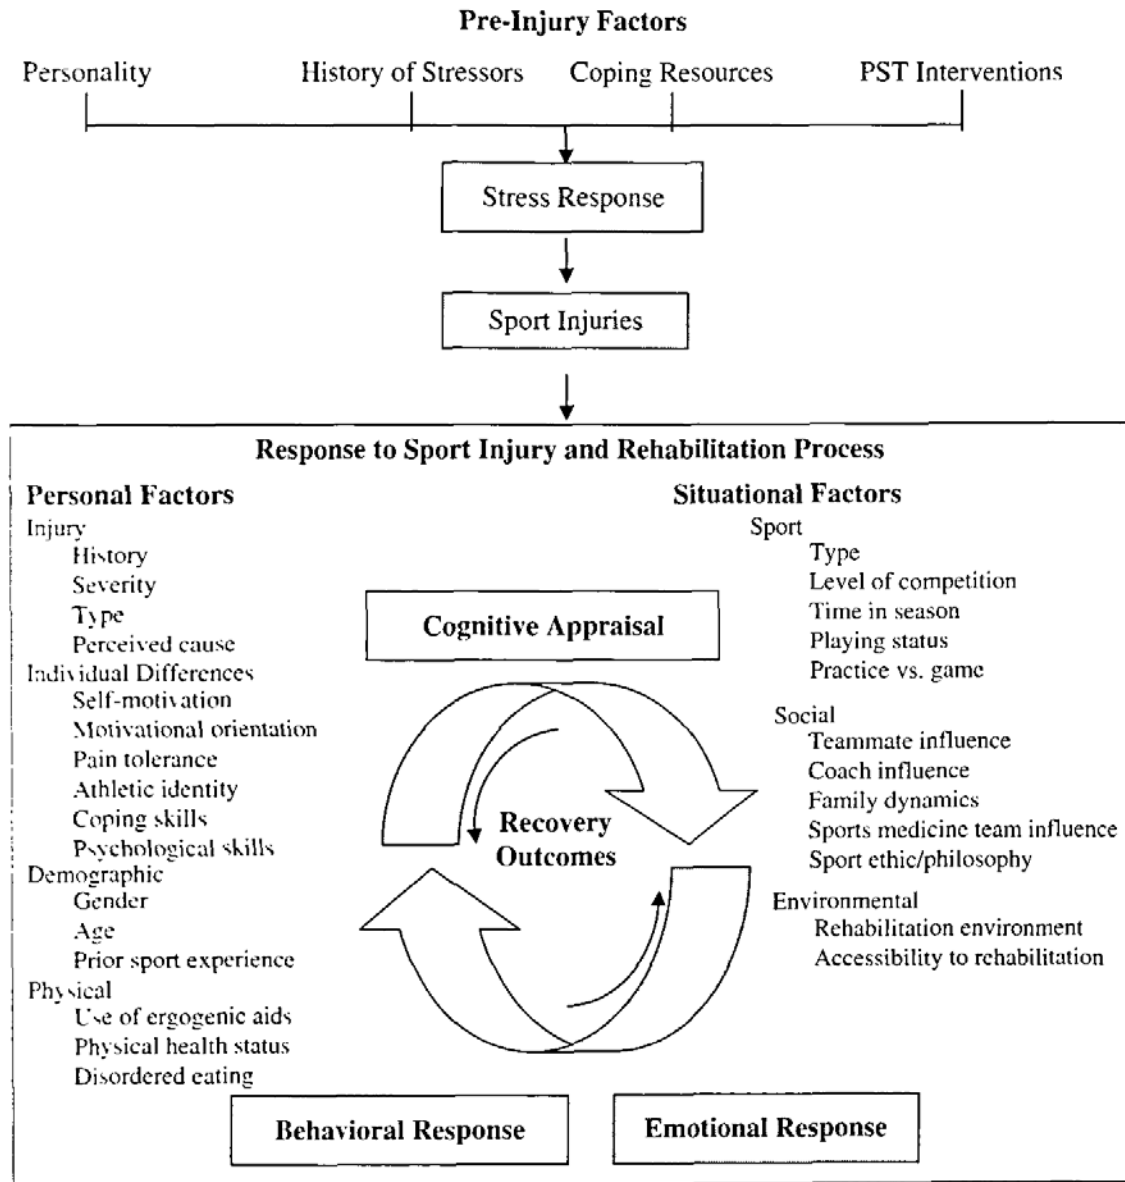 Pre-Injury Factors
Personality
History of Stressors
Coping Resources
PST Interventions
Stress Response
Sport Injuries
Response to Sport Injury and Rehabilitation Process
Personal Factors
Injury
History
Severity
Type
Perceived cause
Individual Differences
Self-motivation
Motivational orientation
Pain tolerance
Athletic identity
Coping skills
Psychological skills
Demographic
Gender
Age
Prior sport experience
Physical
Use of ergogenic aids
Physical health status
Disordered eating
Cognitive Appraisal
Recovery
Outcomes
Situational Factors
Sport
Type
Level of competition
Time in season
Playing status
Practice vs. game
Social
Teammate influence
Coach influence
Family dynamics
Sports medicine team influence
Sport ethic/philosophy
Environmental
Rehabilitation environment
Accessibility to rehabilitation
Behavioral Response
Emotional Response